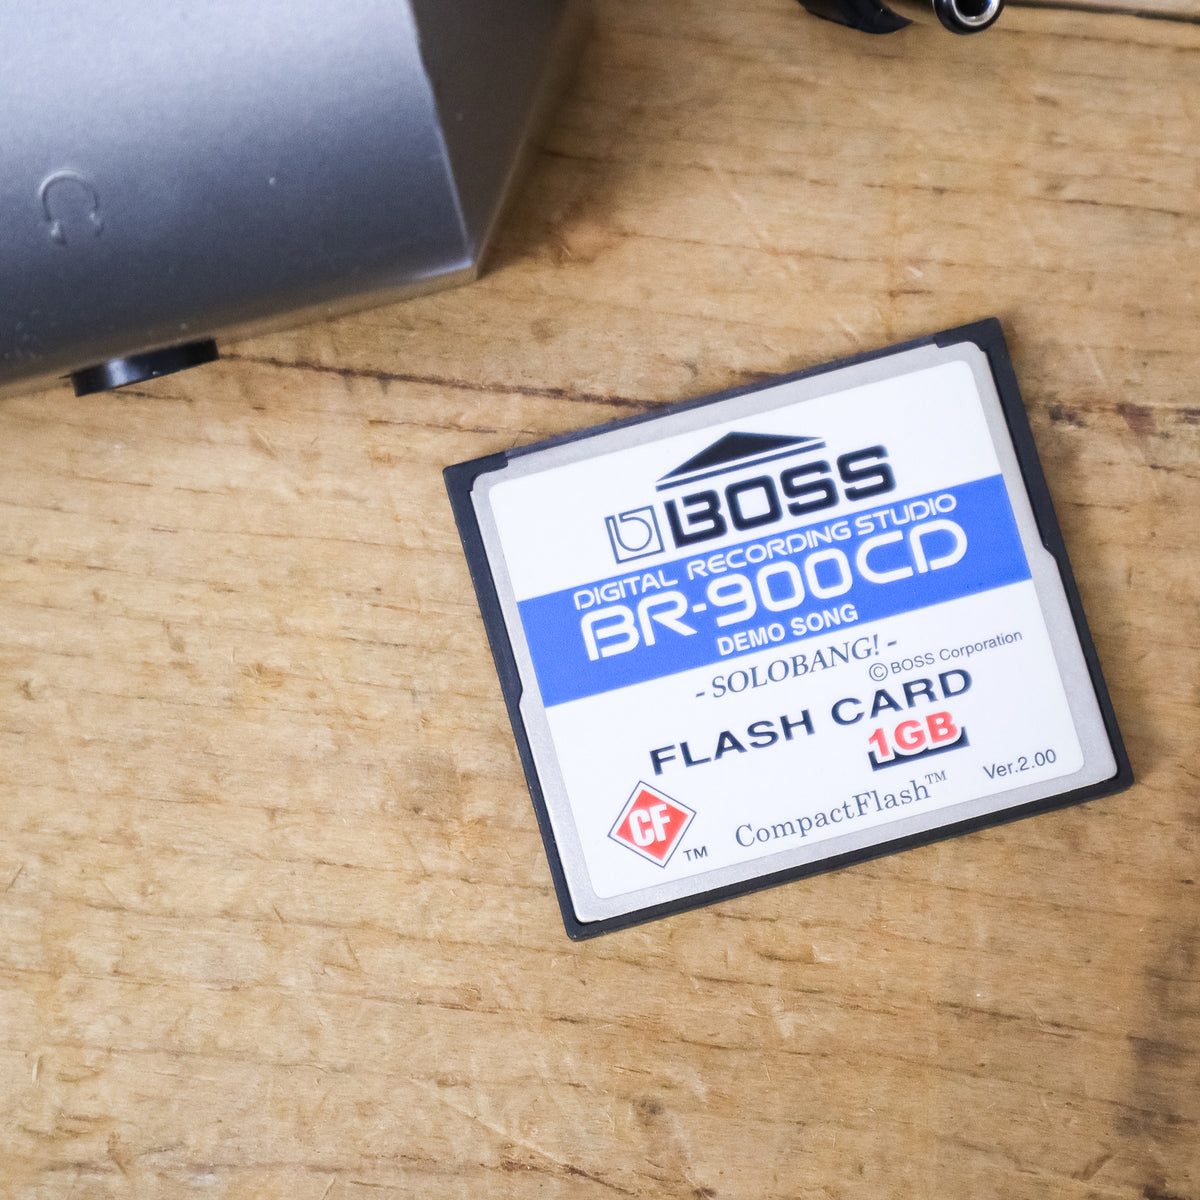 BOSS
DIGITAL RECORDING STUDIO
BR-900CD
DEMO SONG
- SOLOBANG! -
©BOSS Corporation
FLASH CARD
1GB
CF TM
CompactFlash™
Ver.2.00